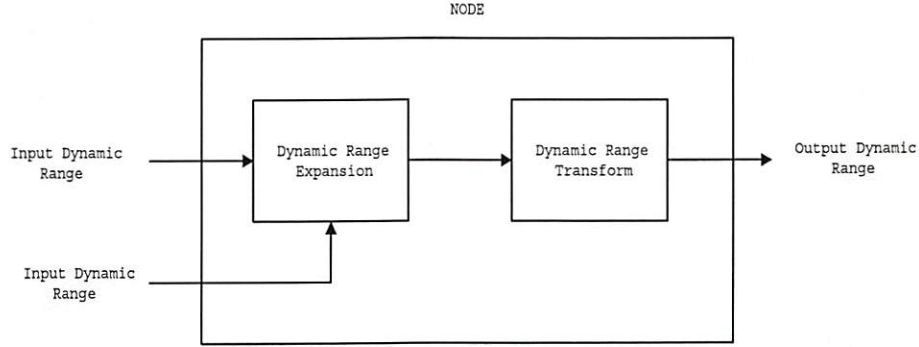 NODE
Input Dynamic
Range
Dynamic Range
Expansion
Dynamic Range
Transform
Output Dynamic
Range
Input Dynamic
Range